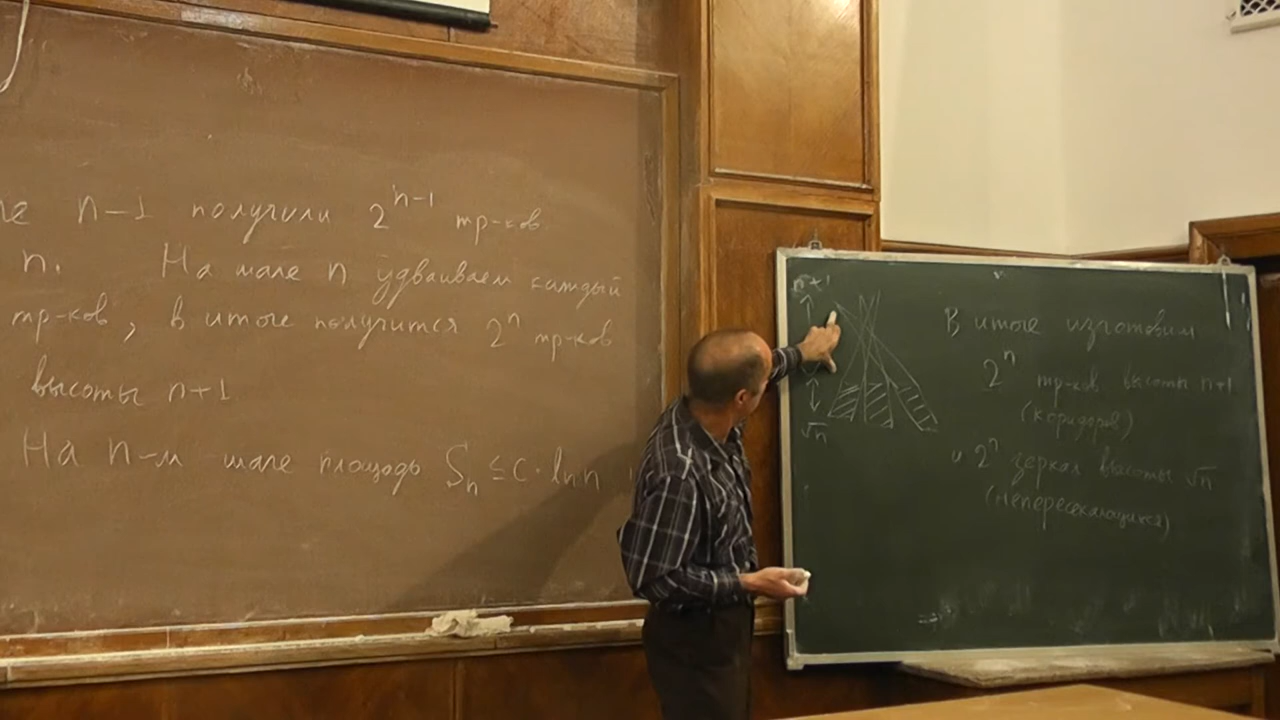 n-1 получили 2^{n-1} тр-ков
n. На шаге n удваиваем каждый
тр-ков, в итоге получится 2^n тр-ков
высоты n+1
На n-м шаге площадь S_n ≤ C · ln n
n+1
√n
В итоге изготовим
2^n тр-ков высоты n+1
(коридоров)
и 2^n зеркал высоты √n
(непересекающихся)